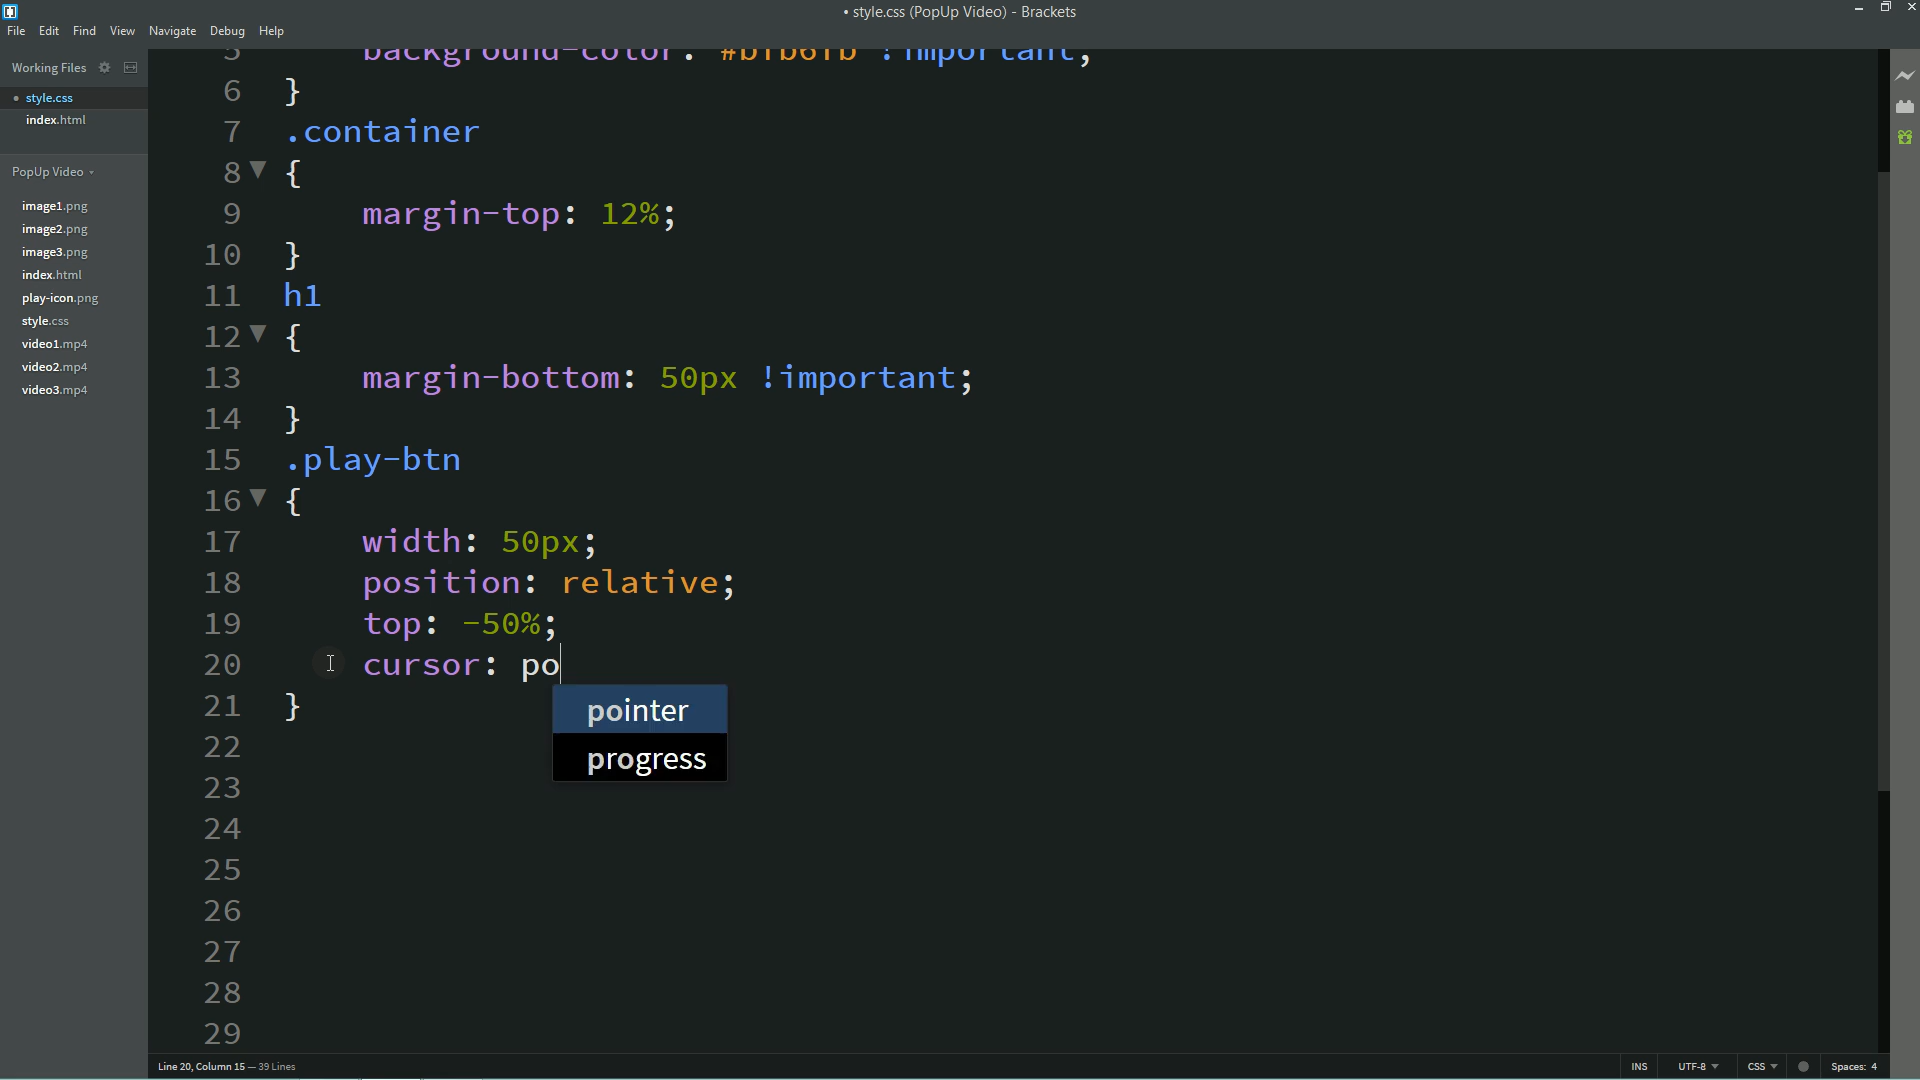 • style.css (PopUp Video) - Brackets
File Edit Find View Navigate Debug Help
Working Files
• style.css
index.html
PopUp Video
image1.png
image2.png
image3.png
index.html
play-icon.png
style.css
video1.mp4
video2.mp4
video3.mp4
5 background-color: !important;
6 }
7 .container
8 {
9 margin-top: 12%;
10 }
11 h1
12 {
13 margin-bottom: 50px !important;
14 }
15 .play-btn
16 {
17 width: 50px;
18 position: relative;
19 top: -50%;
20 cursor: po
21 }
pointer
progress
22
23
24
25
26
27
28
29
Line 20, Column 15 — 39 Lines
INS UTF-8 CSS Spaces: 4